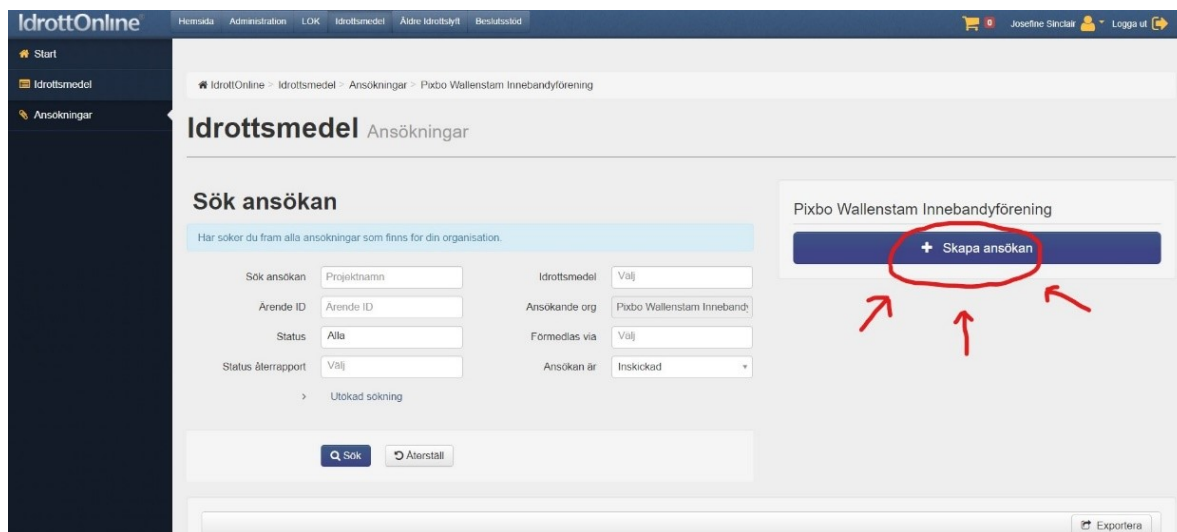 IdrottOnline Hemsida Administration LOK Idrottsmedel Äldre Idrottslyft Beslutsstöd 0 Josefine Sinclair Logga ut
Start
Idrottsmedel
Ansökningar
IdrottOnline > Idrottsmedel > Ansökningar > Pixbo Wallenstam Innebandyförening
Idrottsmedel Ansökningar
Sök ansökan
Här söker du fram alla ansökningar som finns för din organisation.
Sök ansökan Projektnamn Idrottsmedel Välj
Ärende ID Ärende ID Ansökande org Pixbo Wallenstam Innebandy
Status Alla Förmedlas via Välj
Status återrapport Välj Ansökan är Inskickad
> Utökad sökning
Sök Återställ
Pixbo Wallenstam Innebandyförening
+ Skapa ansökan
Exportera